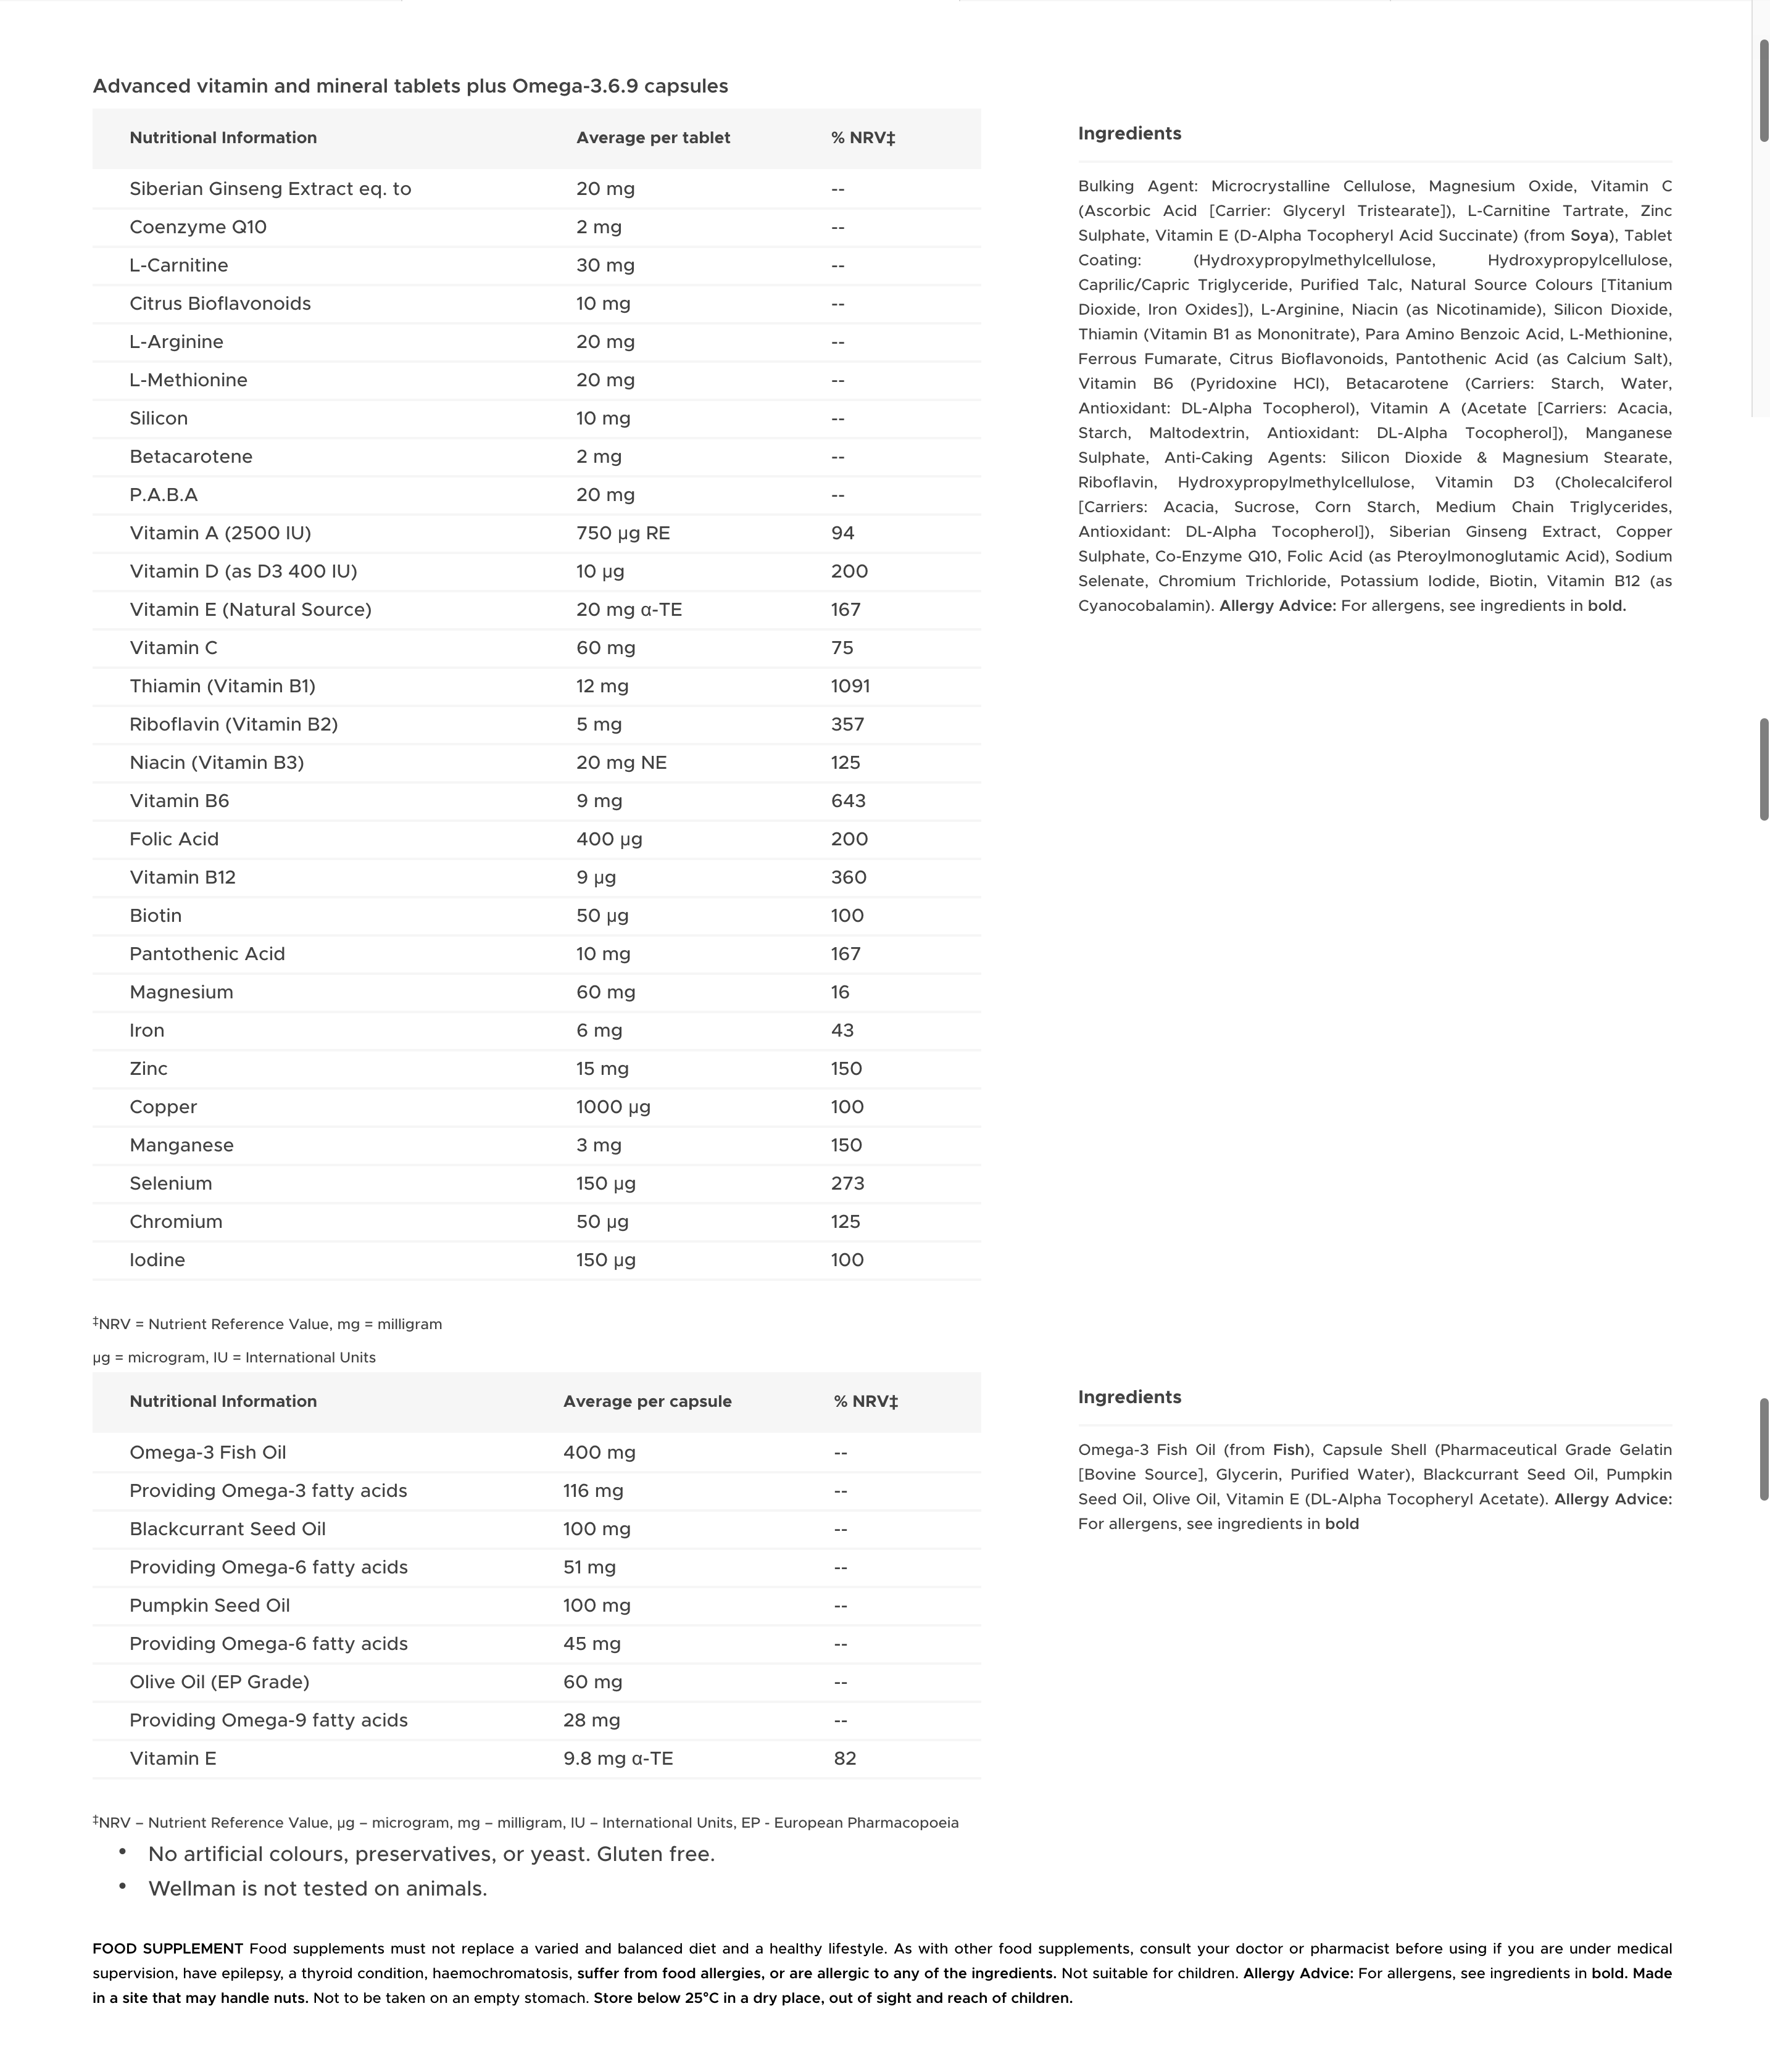 Advanced vitamin and mineral tablets plus Omega-3.6.9 capsules
Nutritional Information Average per tablet % NRV‡
Siberian Ginseng Extract eq. to 20 mg --
Coenzyme Q10 2 mg --
L-Carnitine 30 mg --
Citrus Bioflavonoids 10 mg --
L-Arginine 20 mg --
L-Methionine 20 mg --
Silicon 10 mg --
Betacarotene 2 mg --
P.A.B.A 20 mg --
Vitamin A (2500 IU) 750 µg RE 94
Vitamin D (as D3 400 IU) 10 µg 200
Vitamin E (Natural Source) 20 mg α-TE 167
Vitamin C 60 mg 75
Thiamin (Vitamin B1) 12 mg 1091
Riboflavin (Vitamin B2) 5 mg 357
Niacin (Vitamin B3) 20 mg NE 125
Vitamin B6 9 mg 643
Folic Acid 400 µg 200
Vitamin B12 9 µg 360
Biotin 50 µg 100
Pantothenic Acid 10 mg 167
Magnesium 60 mg 16
Iron 6 mg 43
Zinc 15 mg 150
Copper 1000 µg 100
Manganese 3 mg 150
Selenium 150 µg 273
Chromium 50 µg 125
Iodine 150 µg 100
‡NRV = Nutrient Reference Value, mg = milligram
µg = microgram, IU = International Units
Ingredients
Bulking Agent: Microcrystalline Cellulose, Magnesium Oxide, Vitamin C
(Ascorbic Acid [Carrier: Glyceryl Tristearate]), L-Carnitine Tartrate, Zinc
Sulphate, Vitamin E (D-Alpha Tocopheryl Acid Succinate) (from Soya), Tablet
Coating: (Hydroxypropylmethylcellulose, Hydroxypropylcellulose,
Caprilic/Capric Triglyceride, Purified Talc, Natural Source Colours [Titanium
Dioxide, Iron Oxides]), L-Arginine, Niacin (as Nicotinamide), Silicon Dioxide,
Thiamin (Vitamin B1 as Mononitrate), Para Amino Benzoic Acid, L-Methionine,
Ferrous Fumarate, Citrus Bioflavonoids, Pantothenic Acid (as Calcium Salt),
Vitamin B6 (Pyridoxine HCl), Betacarotene (Carriers: Starch, Water,
Antioxidant: DL-Alpha Tocopherol), Vitamin A (Acetate [Carriers: Acacia,
Starch, Maltodextrin, Antioxidant: DL-Alpha Tocopherol]), Manganese
Sulphate, Anti-Caking Agents: Silicon Dioxide & Magnesium Stearate,
Riboflavin, Hydroxypropylmethylcellulose, Vitamin D3 (Cholecalciferol
[Carriers: Acacia, Sucrose, Corn Starch, Medium Chain Triglycerides,
Antioxidant: DL-Alpha Tocopherol]), Siberian Ginseng Extract, Copper
Sulphate, Co-Enzyme Q10, Folic Acid (as Pteroylmonoglutamic Acid), Sodium
Selenate, Chromium Trichloride, Potassium Iodide, Biotin, Vitamin B12 (as
Cyanocobalamin). Allergy Advice: For allergens, see ingredients in bold.
Nutritional Information Average per capsule % NRV‡
Omega-3 Fish Oil 400 mg --
Providing Omega-3 fatty acids 116 mg --
Blackcurrant Seed Oil 100 mg --
Providing Omega-6 fatty acids 51 mg --
Pumpkin Seed Oil 100 mg --
Providing Omega-6 fatty acids 45 mg --
Olive Oil (EP Grade) 60 mg --
Providing Omega-9 fatty acids 28 mg --
Vitamin E 9.8 mg α-TE 82
Ingredients
Omega-3 Fish Oil (from Fish), Capsule Shell (Pharmaceutical Grade Gelatin
[Bovine Source], Glycerin, Purified Water), Blackcurrant Seed Oil, Pumpkin
Seed Oil, Olive Oil, Vitamin E (DL-Alpha Tocopheryl Acetate). Allergy Advice:
For allergens, see ingredients in bold
‡NRV – Nutrient Reference Value, µg – microgram, mg – milligram, IU – International Units, EP - European Pharmacopoeia
• No artificial colours, preservatives, or yeast. Gluten free.
• Wellman is not tested on animals.
FOOD SUPPLEMENT Food supplements must not replace a varied and balanced diet and a healthy lifestyle. As with other food supplements, consult your doctor or pharmacist before using if you are under medical
supervision, have epilepsy, a thyroid condition, haemochromatosis, suffer from food allergies, or are allergic to any of the ingredients. Not suitable for children. Allergy Advice: For allergens, see ingredients in bold. Made
in a site that may handle nuts. Not to be taken on an empty stomach. Store below 25°C in a dry place, out of sight and reach of children.